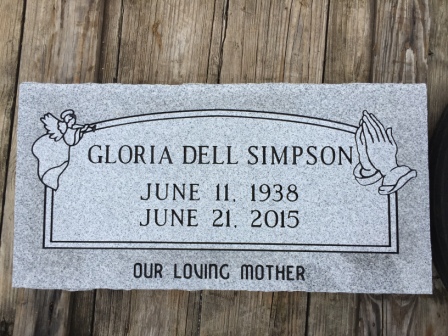 GLORIA DELL SIMPSON
JUNE 11, 1938
JUNE 21, 2015
OUR LOVING MOTHER